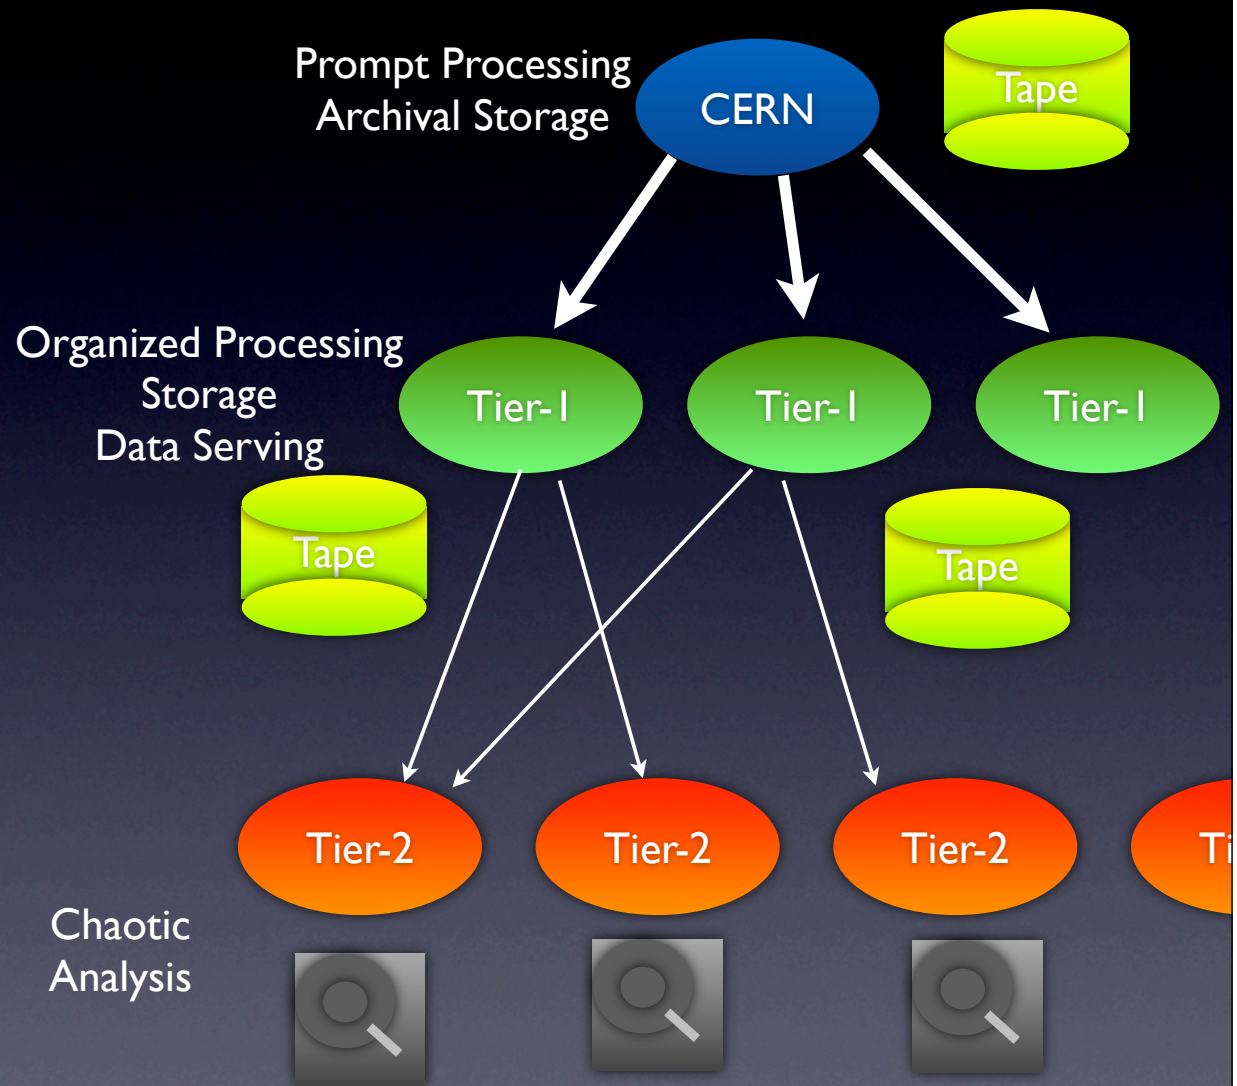 Prompt Processing
Archival Storage
CERN
Tape
Organized Processing
Storage
Data Serving
Tier-1
Tier-1
Tier-1
Tape
Tape
Tier-2
Tier-2
Tier-2
Chaotic
Analysis